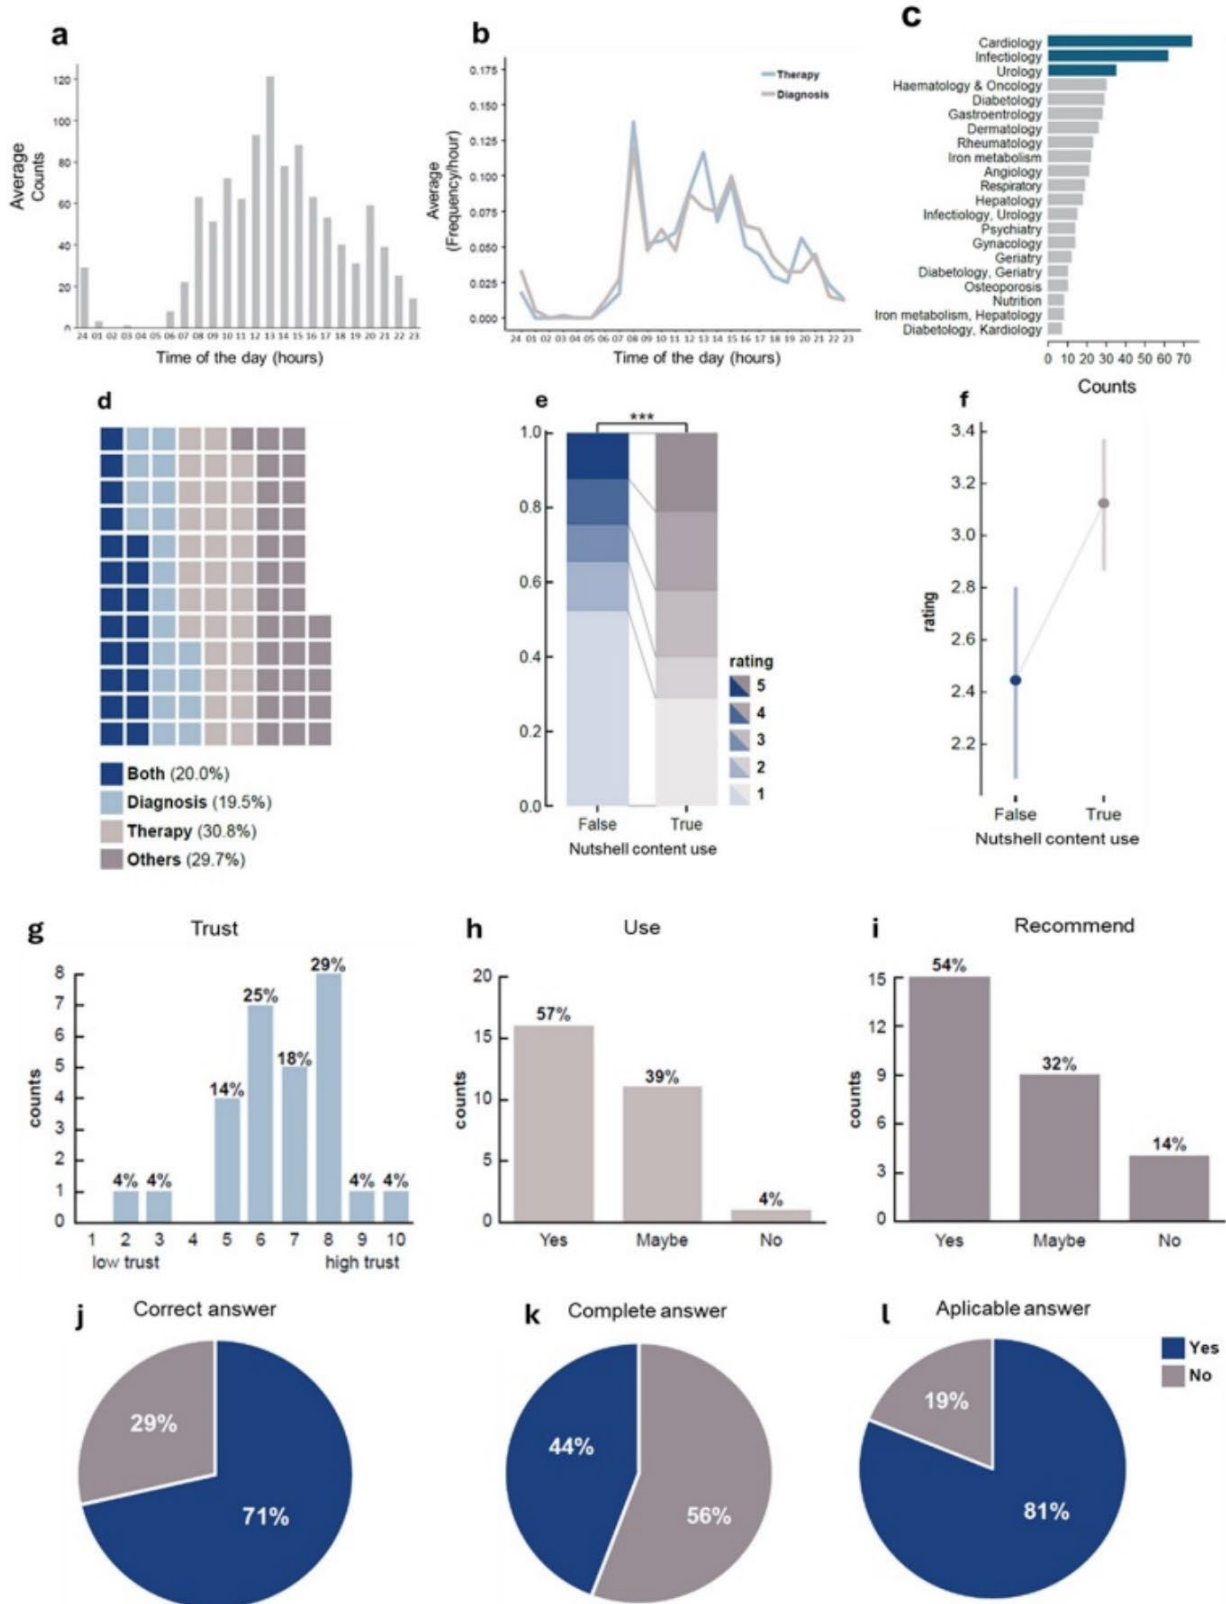 a
Average
Counts
120
100
80
60
40
20
0
24 01 02 03 04 05 06 07 08 09 10 11 12 13 14 15 16 17 18 19 20 21 22 23
Time of the day (hours)
b
Average
(Frequency/hour)
0.175
0.150
0.125
0.100
0.075
0.050
0.025
0.000
Therapy
Diagnosis
24 01 02 03 04 05 06 07 08 09 10 11 12 13 14 15 16 17 18 19 20 21 22 23
Time of the day (hours)
c
Cardiology
Infectiology
Urology
Haematology & Oncology
Diabetology
Gastroenterology
Dermatology
Rheumatology
Iron metabolism
Angiology
Respiratory
Hepatology
Infectiology, Urology
Psychiatry
Gynacology
Geriatry
Diabetology, Geriatry
Osteoporosis
Nutrition
Iron metabolism, Hepatology
Diabetology, Kardiology
0 10 20 30 40 50 60 70
Counts
d
Both (20.0%)
Diagnosis (19.5%)
Therapy (30.8%)
Others (29.7%)
e
***
1.0
0.8
0.6
0.4
0.2
0.0
False True
Nutshell content use
rating
5
4
3
2
1
f
rating
3.4
3.2
3.0
2.8
2.6
2.4
2.2
False True
Nutshell content use
g
Trust
counts
8
7
6
5
4
3
2
1
0
4% 4% 14% 25% 18% 29% 4% 4%
1 2 3 4 5 6 7 8 9 10
low trust high trust
h
Use
counts
20
15
10
5
0
57%
39%
4%
Yes Maybe No
i
Recommend
counts
15
12
9
6
3
0
54%
32%
14%
Yes Maybe No
j
Correct answer
29%
71%
k
Complete answer
44%
56%
l
Aplicable answer
19%
81%
Yes
No